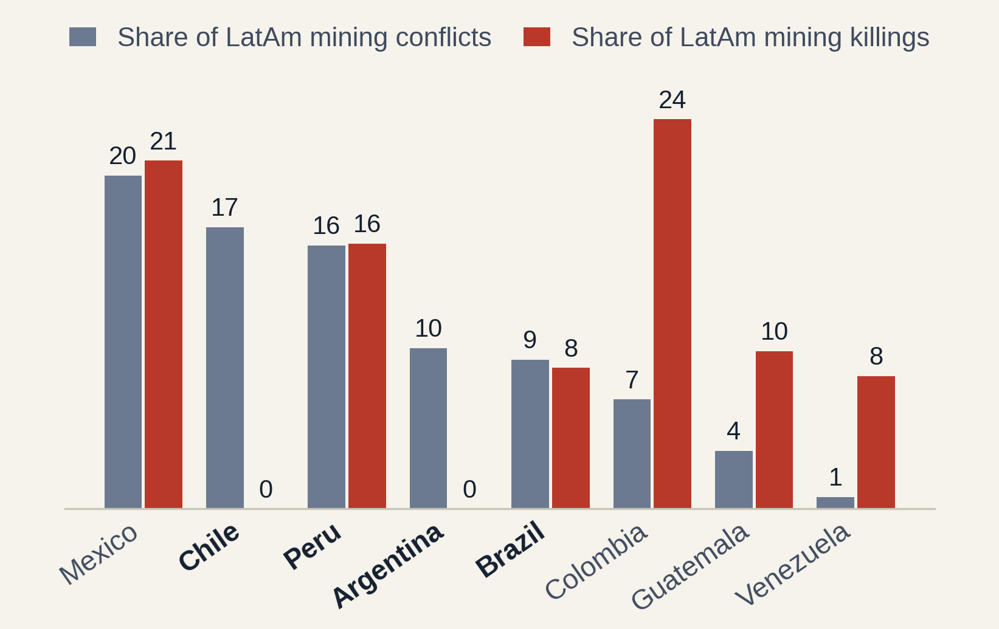 Share of LatAm mining conflicts
Share of LatAm mining killings
20
21
17
0
16
16
10
0
9
8
7
24
4
10
1
8
Mexico
Chile
Peru
Argentina
Brazil
Colombia
Guatemala
Venezuela